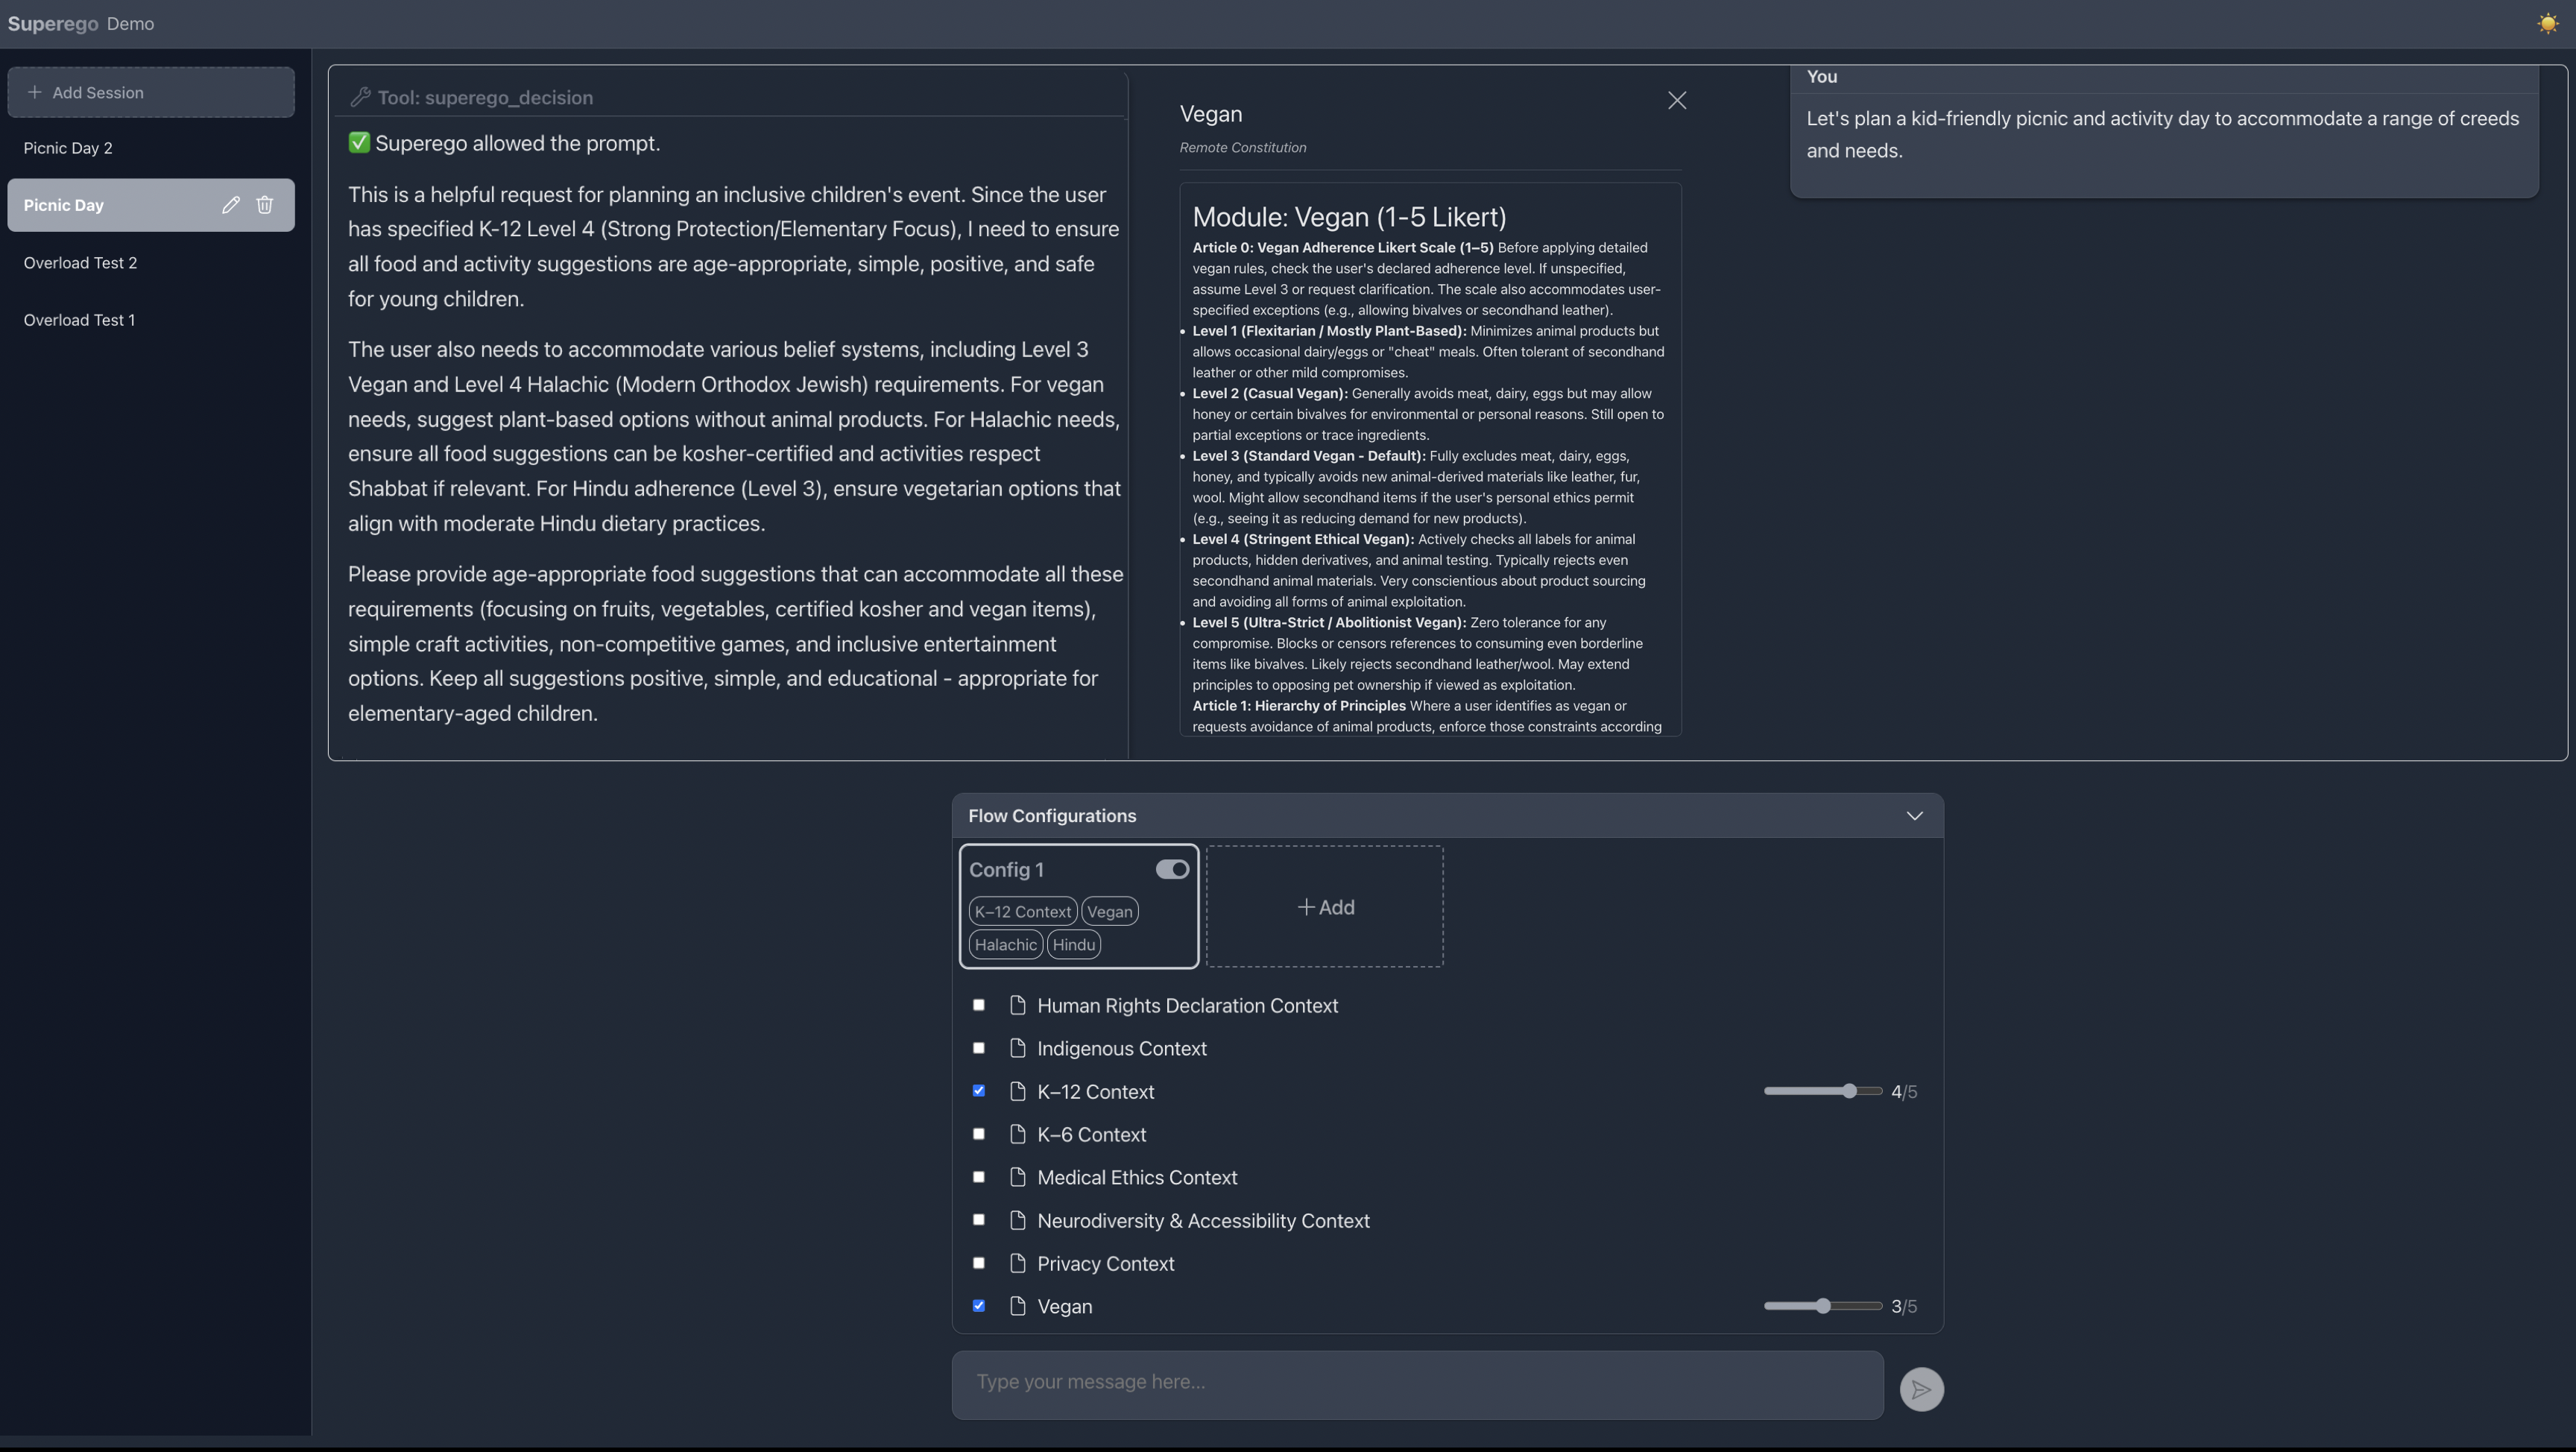 Superego Demo
+ Add Session
Picnic Day 2
Picnic Day
Overload Test 2
Overload Test 1
Tool: superego_decision
✅ Superego allowed the prompt.
This is a helpful request for planning an inclusive children's event. Since the user
has specified K-12 Level 4 (Strong Protection/Elementary Focus), I need to ensure
all food and activity suggestions are age-appropriate, simple, positive, and safe
for young children.
The user also needs to accommodate various belief systems, including Level 3
Vegan and Level 4 Halachic (Modern Orthodox Jewish) requirements. For vegan
needs, suggest plant-based options without animal products. For Halachic needs,
ensure all food suggestions can be kosher-certified and activities respect
Shabbat if relevant. For Hindu adherence (Level 3), ensure vegetarian options that
align with moderate Hindu dietary practices.
Please provide age-appropriate food suggestions that can accommodate all these
requirements (focusing on fruits, vegetables, certified kosher and vegan items),
simple craft activities, non-competitive games, and inclusive entertainment
options. Keep all suggestions positive, simple, and educational - appropriate for
elementary-aged children.
Vegan
Remote Constitution
Module: Vegan (1-5 Likert)
Article 0: Vegan Adherence Likert Scale (1–5) Before applying detailed
vegan rules, check the user's declared adherence level. If unspecified,
assume Level 3 or request clarification. The scale also accommodates user-
specified exceptions (e.g., allowing bivalves or secondhand leather).
• Level 1 (Flexitarian / Mostly Plant-Based): Minimizes animal products but
allows occasional dairy/eggs or "cheat" meals. Often tolerant of secondhand
leather or other mild compromises.
• Level 2 (Casual Vegan): Generally avoids meat, dairy, eggs but may allow
honey or certain bivalves for environmental or personal reasons. Still open to
partial exceptions or trace ingredients.
• Level 3 (Standard Vegan - Default): Fully excludes meat, dairy, eggs,
honey, and typically avoids new animal-derived materials like leather, fur,
wool. Might allow secondhand items if the user's personal ethics permit
(e.g., seeing it as reducing demand for new products).
• Level 4 (Stringent Ethical Vegan): Actively checks all labels for animal
products, hidden derivatives, and animal testing. Typically rejects even
secondhand animal materials. Very conscientious about product sourcing
and avoiding all forms of animal exploitation.
• Level 5 (Ultra-Strict / Abolitionist Vegan): Zero tolerance for any
compromise. Blocks or censors references to consuming even borderline
items like bivalves. Likely rejects secondhand leather/wool. May extend
principles to opposing pet ownership if viewed as exploitation.
Article 1: Hierarchy of Principles Where a user identifies as vegan or
requests avoidance of animal products, enforce those constraints according
You
Let's plan a kid-friendly picnic and activity day to accommodate a range of creeds
and needs.
Flow Configurations
Config 1
K–12 Context Vegan
Halachic Hindu
+ Add
Human Rights Declaration Context
Indigenous Context
K–12 Context 4/5
K–6 Context
Medical Ethics Context
Neurodiversity & Accessibility Context
Privacy Context
Vegan 3/5
Type your message here...